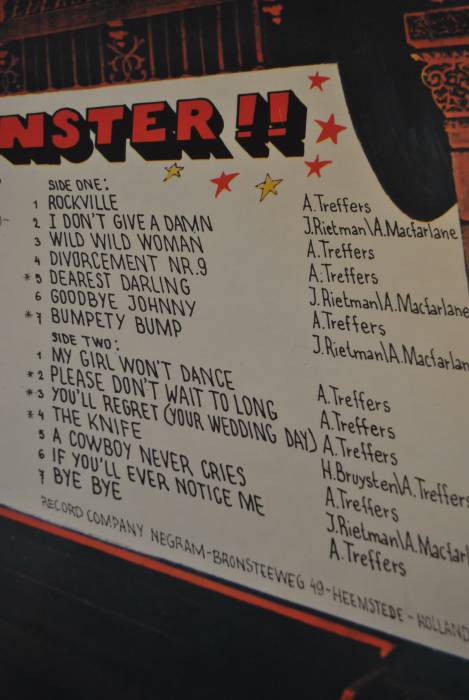 NSTER!!
SIDE ONE:
1 ROCKVILLE A.Treffers
2 I DON'T GIVE A DAMN J.Rietman\A.Macfarlane
3 WILD WILD WOMAN A.Treffers
4 DIVORCEMENT NR.9 A.Treffers
* 5 DEAREST DARLING J.Rietman\A.Macfarlane
6 GOODBYE JOHNNY A.Treffers
* 7 BUMPETY BUMP J.Rietman\A.Macfarlan
SIDE TWO:
1 MY GIRL WON'T DANCE A.Treffers
* 2 PLEASE DON'T WAIT TO LONG A.Treffers
* 3 YOU'LL REGRET (YOUR WEDDING DAY) A.Treffers
* 4 THE KNIFE H.Bruysten\A.Treffers
5 A COWBOY NEVER CRIES A.Treffers
6 IF YOU'LL EVER NOTICE ME J.Rietman\A.Macfarl
7 BYE BYE A.Treffers
RECORD COMPANY NEGRAM-BRONSTEEWEG 49-HEEMSTEDE-HOLLAND